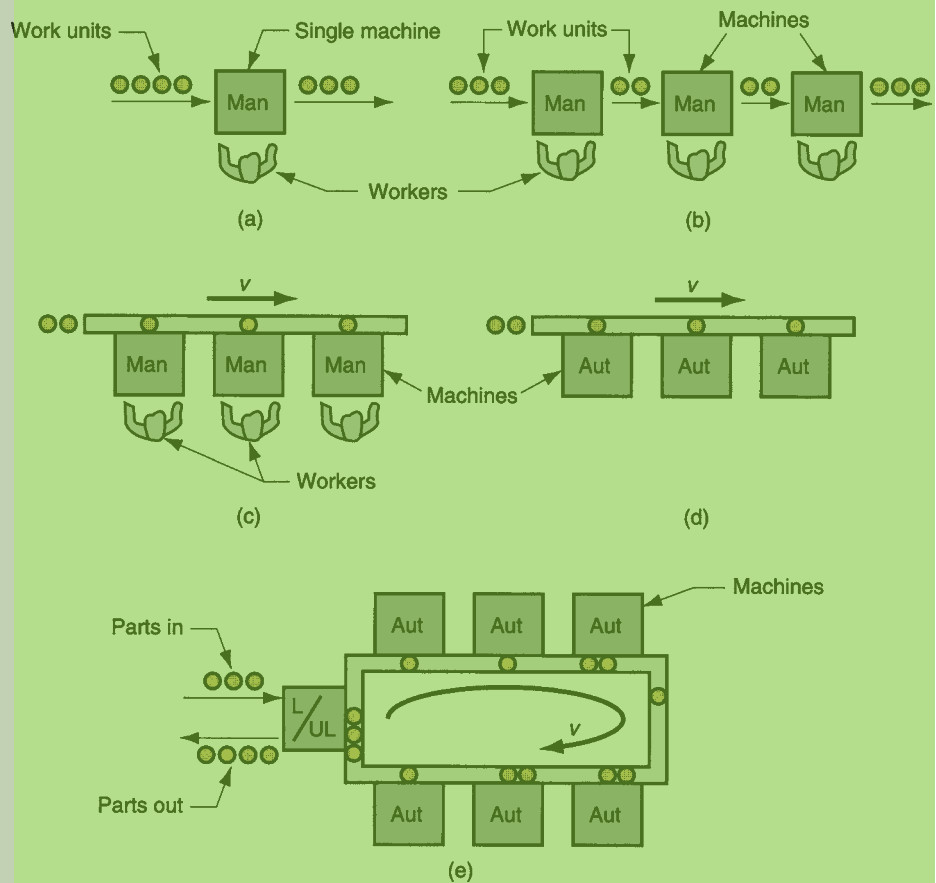 Work units
Single machine
Man
Workers
(a)
Work units
Machines
Man
Man
Man
(b)
v
Man
Man
Man
Machines
Workers
(c)
v
Aut
Aut
Aut
(d)
Machines
Parts in
Aut
Aut
Aut
L/UL
v
Parts out
Aut
Aut
Aut
(e)